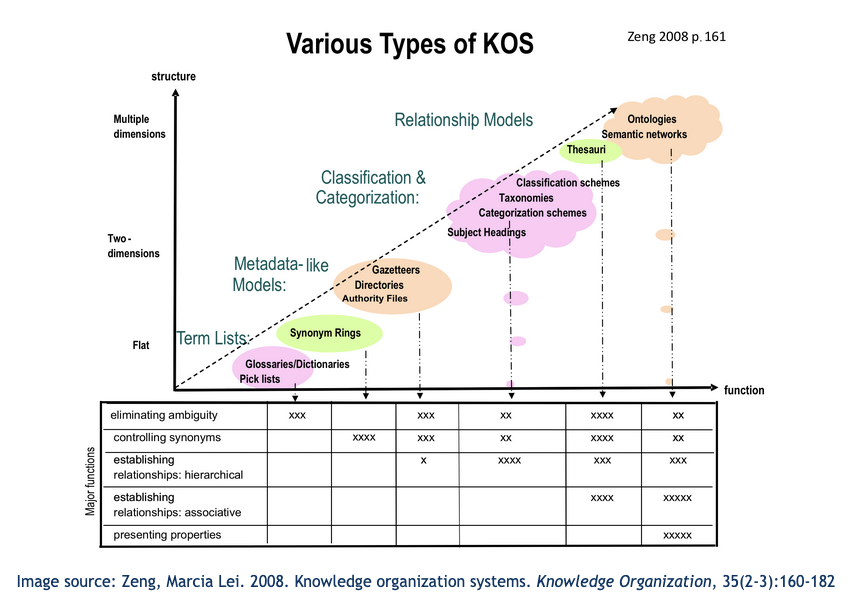 Various Types of KOS
Zeng 2008 p. 161
structure
Multiple
dimensions
Relationship Models
Ontologies
Semantic networks
Thesauri
Classification &
Categorization:
Classification schemes
Taxonomies
Categorization schemes
Subject Headings
Two-
dimensions
Metadata-like
Models:
Gazetteers
Directories
Authority Files
Flat
Term Lists:
Synonym Rings
Glossaries/Dictionaries
Pick lists
function
Major functions
eliminating ambiguity xxx xxx xx xxxx xx
controlling synonyms xxxx xxx xx xxxx xx
establishing
relationships: hierarchical x xxxx xxx xxx
establishing
relationships: associative xxxx xxxxx
presenting properties xxxxx
Image source: Zeng, Marcia Lei. 2008. Knowledge organization systems. Knowledge Organization, 35(2-3):160-182